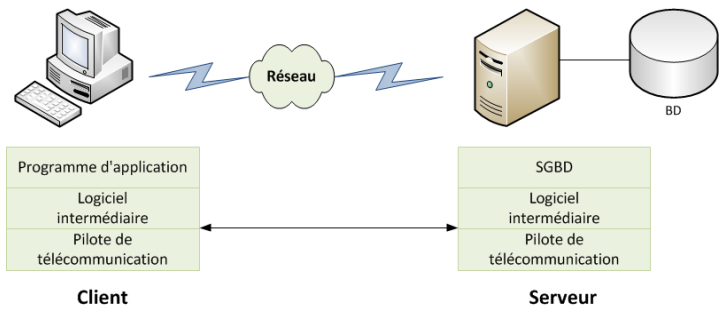 Réseau
BD
Programme d'application
Logiciel
intermédiaire
Pilote de
télécommunication
Client
SGBD
Logiciel
intermédiaire
Pilote de
télécommunication
Serveur